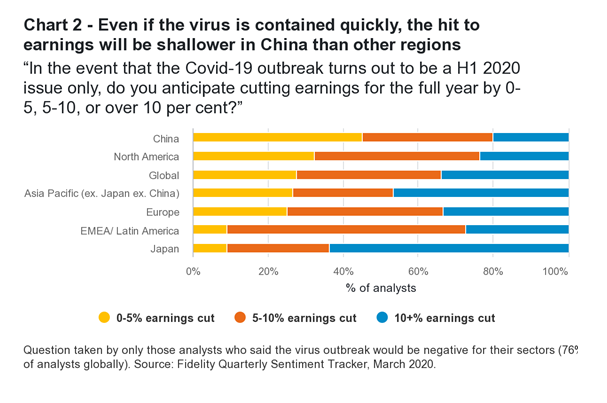 Chart 2 - Even if the virus is contained quickly, the hit to
earnings will be shallower in China than other regions
“In the event that the Covid-19 outbreak turns out to be a H1 2020
issue only, do you anticipate cutting earnings for the full year by 0-
5, 5-10, or over 10 per cent?”
China
North America
Global
Asia Pacific (ex. Japan ex. China)
Europe
EMEA/ Latin America
Japan
0% 20% 40% 60% 80% 100%
% of analysts
0-5% earnings cut 5-10% earnings cut 10+% earnings cut
Question taken by only those analysts who said the virus outbreak would be negative for their sectors (76%
of analysts globally). Source: Fidelity Quarterly Sentiment Tracker, March 2020.